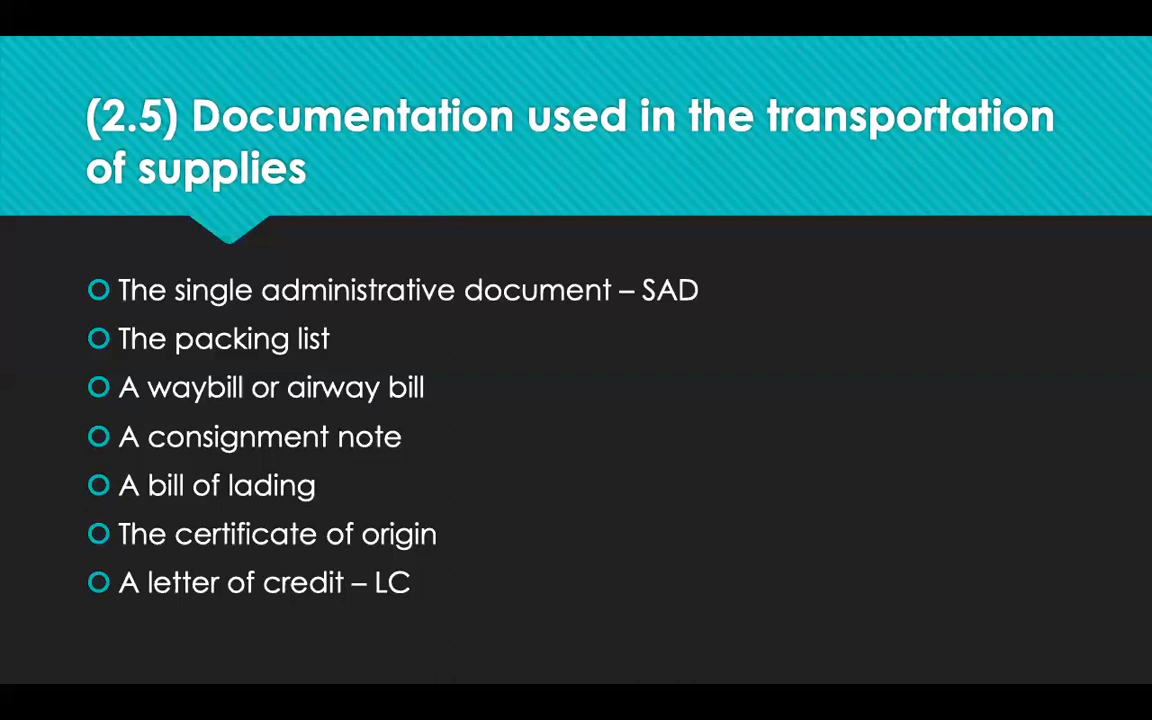 (2.5) Documentation used in the transportation
of supplies
The single administrative document – SAD
The packing list
A waybill or airway bill
A consignment note
A bill of lading
The certificate of origin
A letter of credit – LC